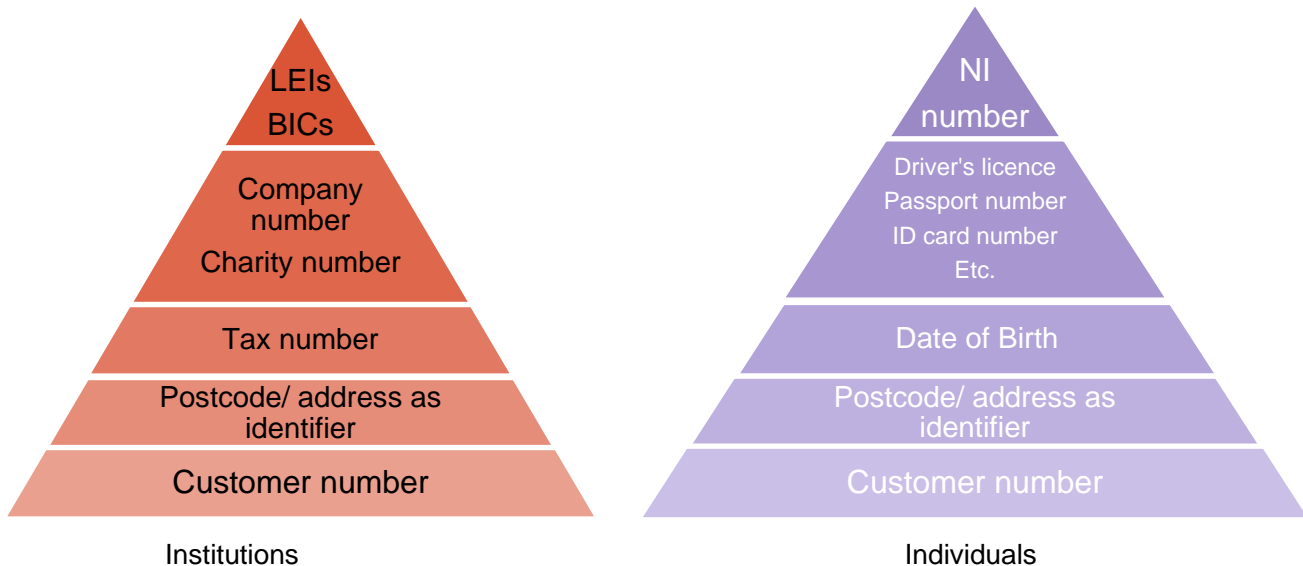 LEIs
BICs
Company
number
Charity number
Tax number
Postcode/ address as
identifier
Customer number
Institutions
NI
number
Driver's licence
Passport number
ID card number
Etc.
Date of Birth
Postcode/ address as
identifier
Customer number
Individuals